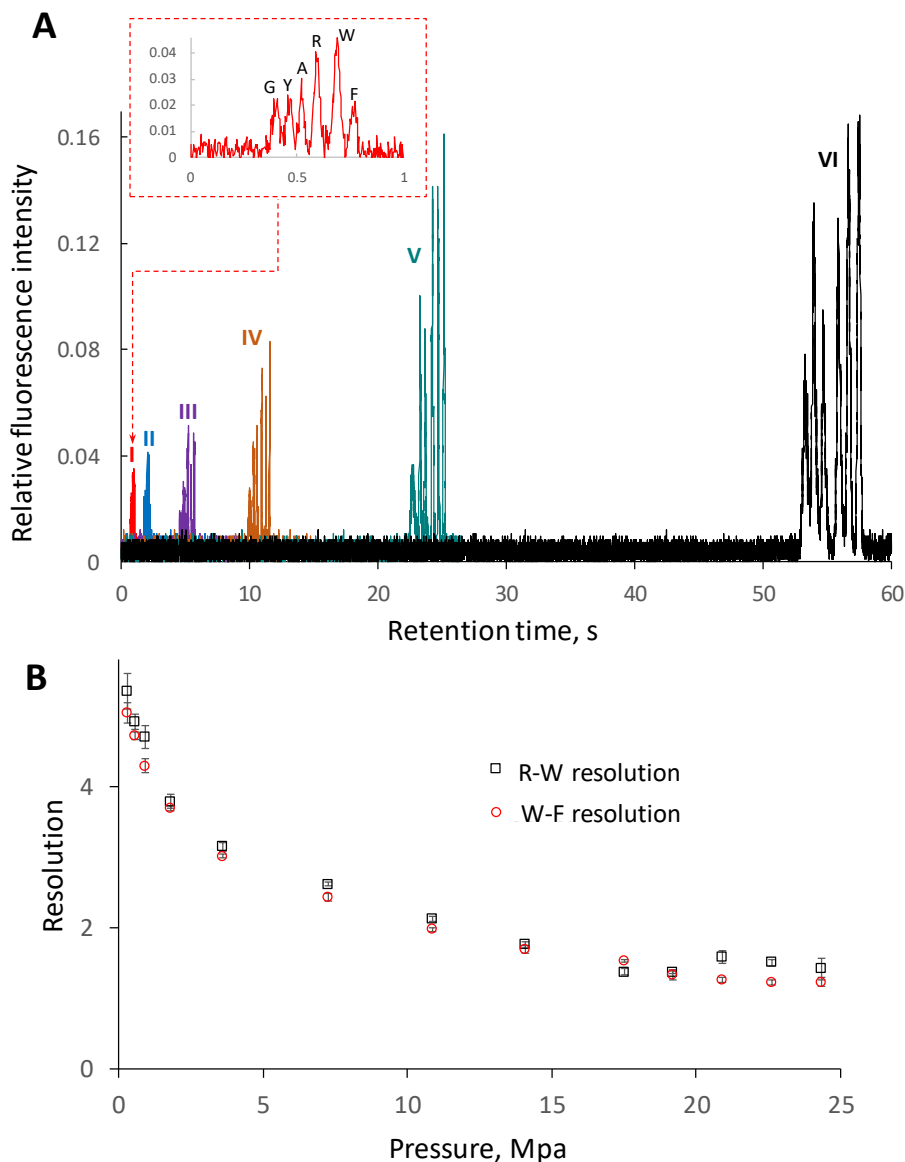 A
0.04
0.03
0.02
0.01
0
G
Y
A
R
W
F
0
0.5
1
Relative fluorescence intensity
0.16
0.12
0.08
0.04
0
I
II
III
IV
V
VI
0
10
20
30
40
50
60
Retention time, s
B
Resolution
4
2
0
R-W resolution
W-F resolution
0
5
10
15
20
25
Pressure, Mpa